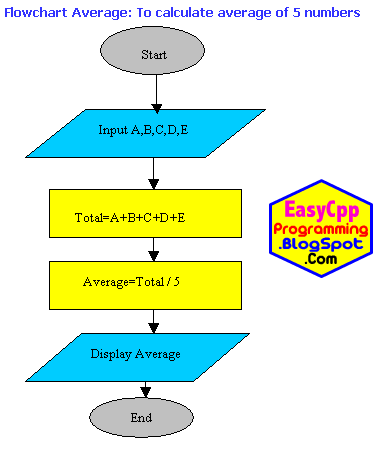 Flowchart Average: To calculate average of 5 numbers
Start
Input A,B,C,D,E
Total=A+B+C+D+E
Average=Total / 5
Display Average
End
EasyCpp
Programming
.BlogSpot
.Com